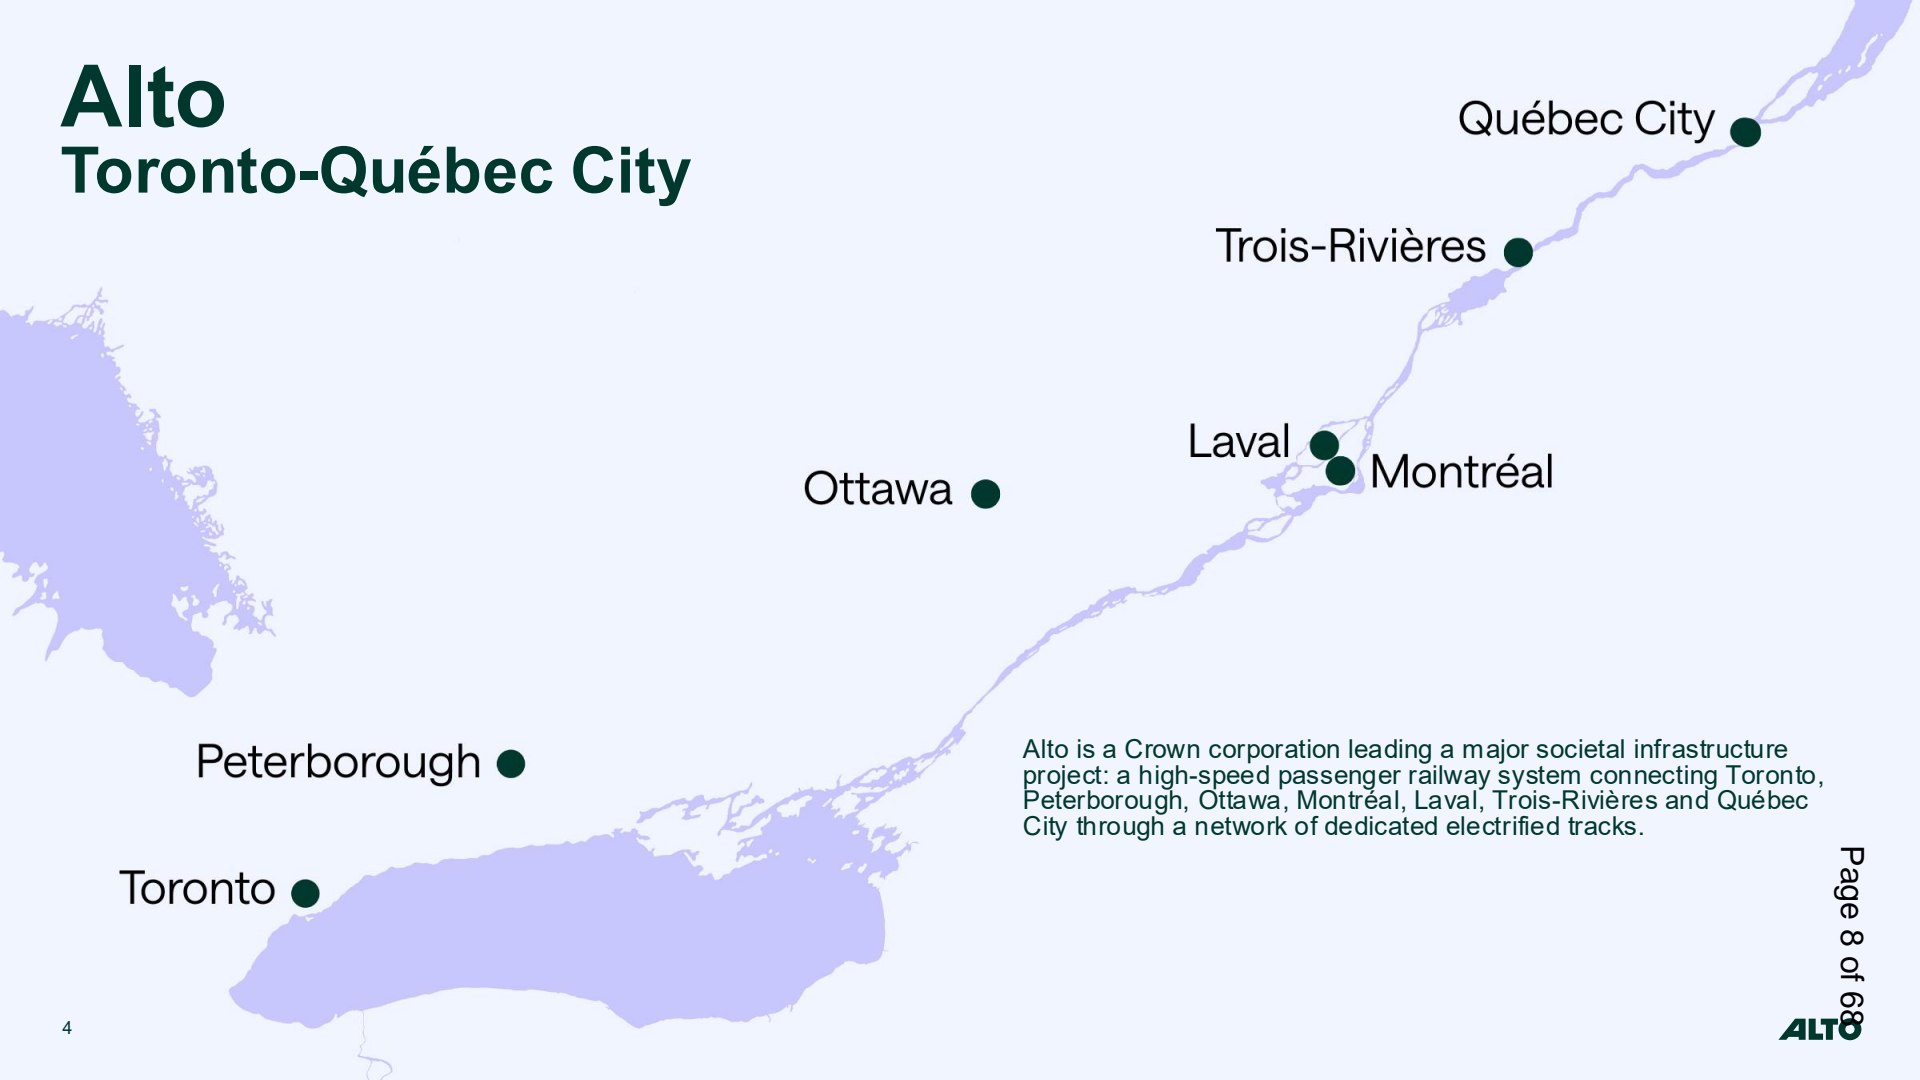 Alto
Toronto-Québec City
Québec City
Trois-Rivières
Laval
Montréal
Ottawa
Peterborough
Alto is a Crown corporation leading a major societal infrastructure
project: a high-speed passenger railway system connecting Toronto,
Peterborough, Ottawa, Montréal, Laval, Trois-Rivières and Québec
City through a network of dedicated electrified tracks.
Toronto
Page 8 of 68
4
ALTO